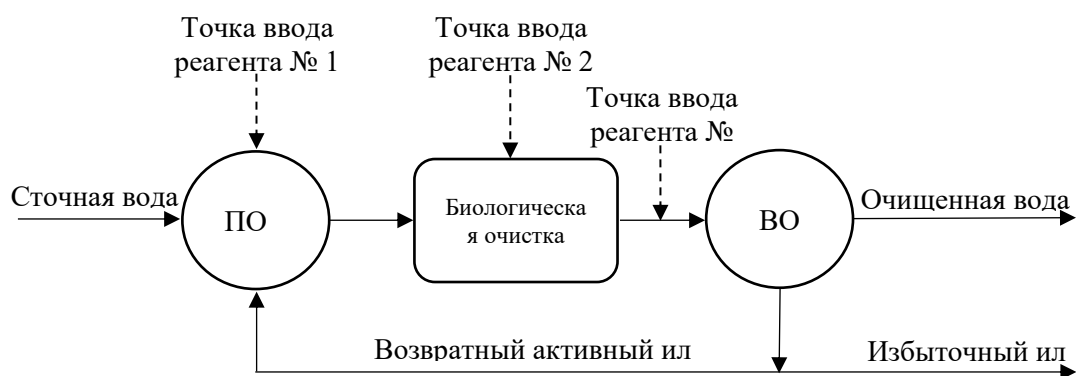 Точка ввода
реагента № 1
Точка ввода
реагента № 2
Точка ввода
реагента №
Сточная вода
ПО
Биологическа
я очистка
ВО
Очищенная вода
Возвратный активный ил
Избыточный ил